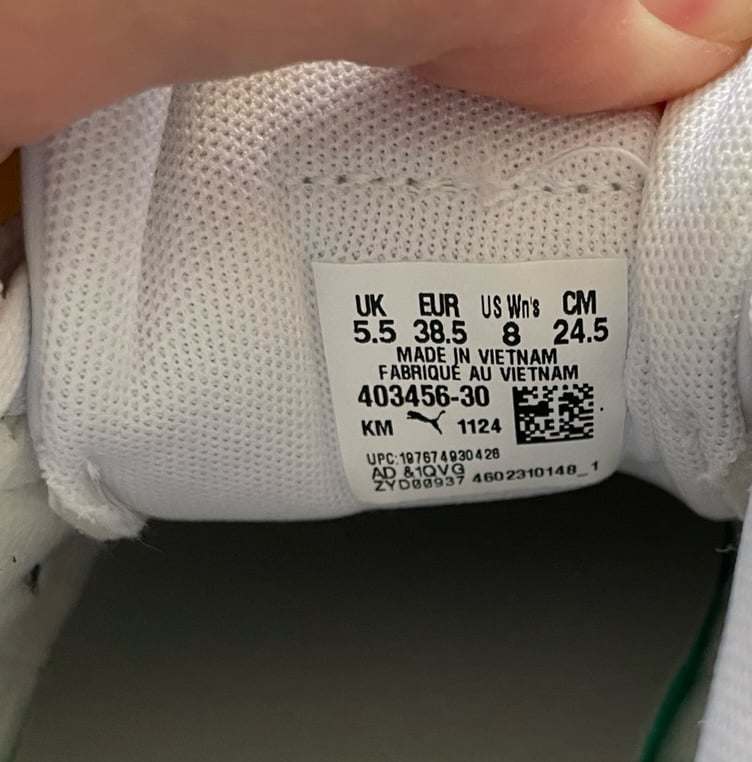 UK EUR US Wn's CM
5.5 38.5 8 24.5
MADE IN VIETNAM
FABRIQUÉ AU VIETNAM
403456-30
KM 1124
UPC:197674930426
AD &1QVG
ZYD00937 4602310148_1